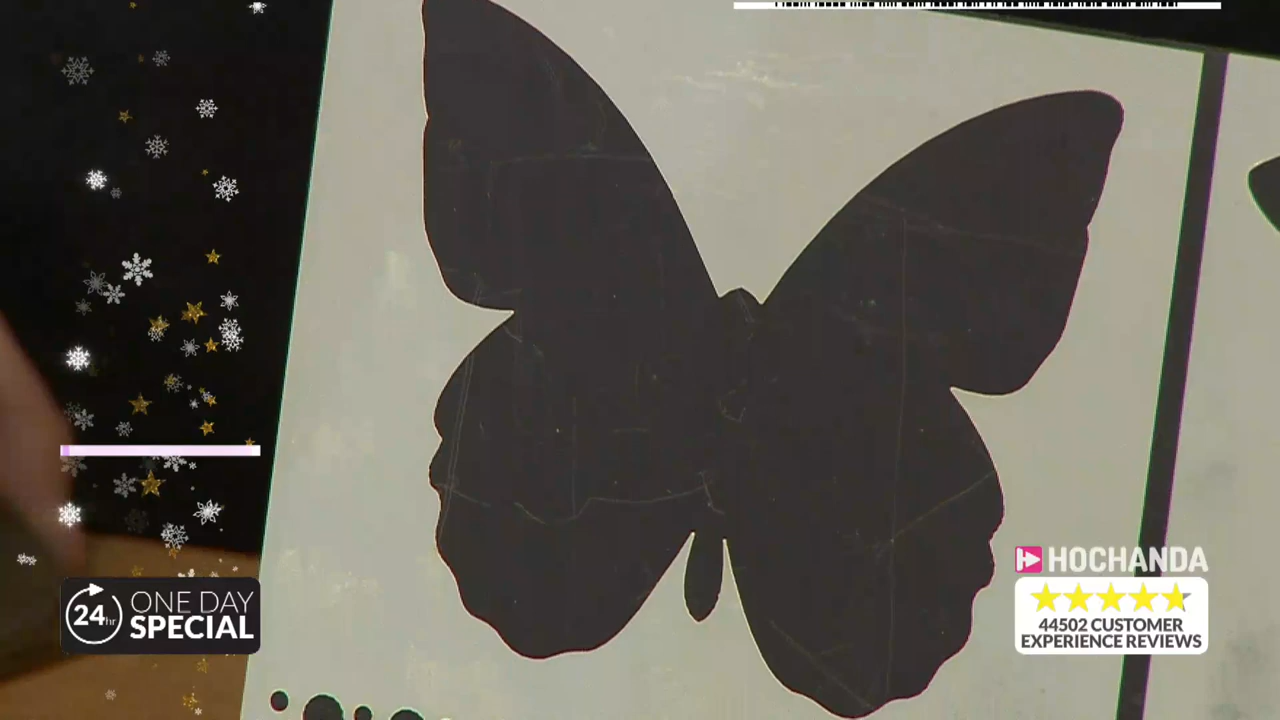 24hr
ONE DAY
SPECIAL
HOCHANDA
44502 CUSTOMER
EXPERIENCE REVIEWS